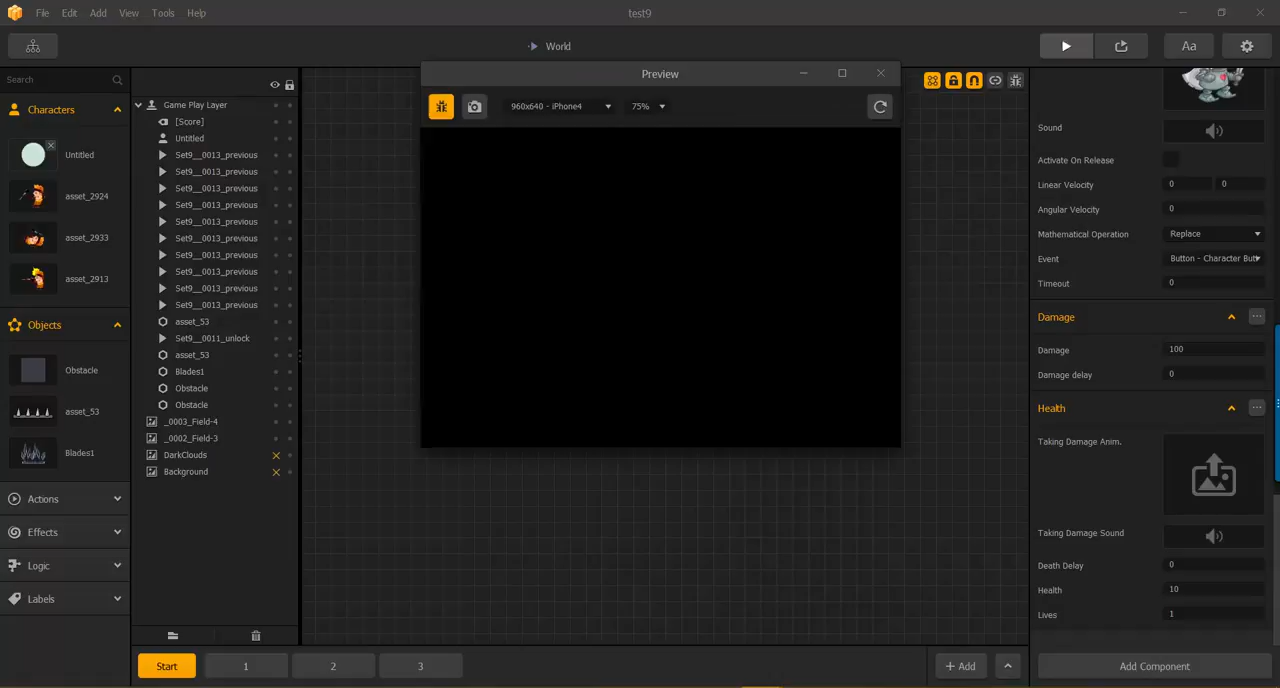 File Edit Add View Tools Help
test9
World
Aa
Search
Characters
Untitled
asset_2924
asset_2933
asset_2913
Objects
Obstacle
asset_53
Blades1
Actions
Effects
Logic
Labels
Game Play Layer
[Score]
Untitled
Set9__0013_previous
Set9__0013_previous
Set9__0013_previous
Set9__0013_previous
Set9__0013_previous
Set9__0013_previous
Set9__0013_previous
Set9__0013_previous
Set9__0013_previous
Set9__0013_previous
asset_53
Set9__0011_unlock
asset_53
Blades1
Obstacle
Obstacle
_0003_Field-4
_0002_Field-3
DarkClouds
Background
Preview
960x640 - iPhone4
75%
Sound
Activate On Release
Linear Velocity 0 0
Angular Velocity 0
Mathematical Operation Replace
Event Button - Character Butt
Timeout 0
Damage
Damage 100
Damage delay 0
Health
Taking Damage Anim.
Taking Damage Sound
Death Delay 0
Health 10
Lives 1
Start 1 2 3
+ Add
Add Component